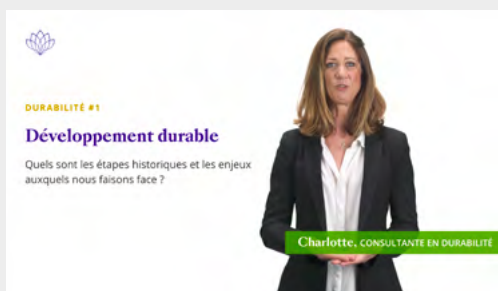 DURABILITÉ #1
Développement durable
Quels sont les étapes historiques et les enjeux
auxquels nous faisons face ?
Charlotte, CONSULTANTE EN DURABILITÉ